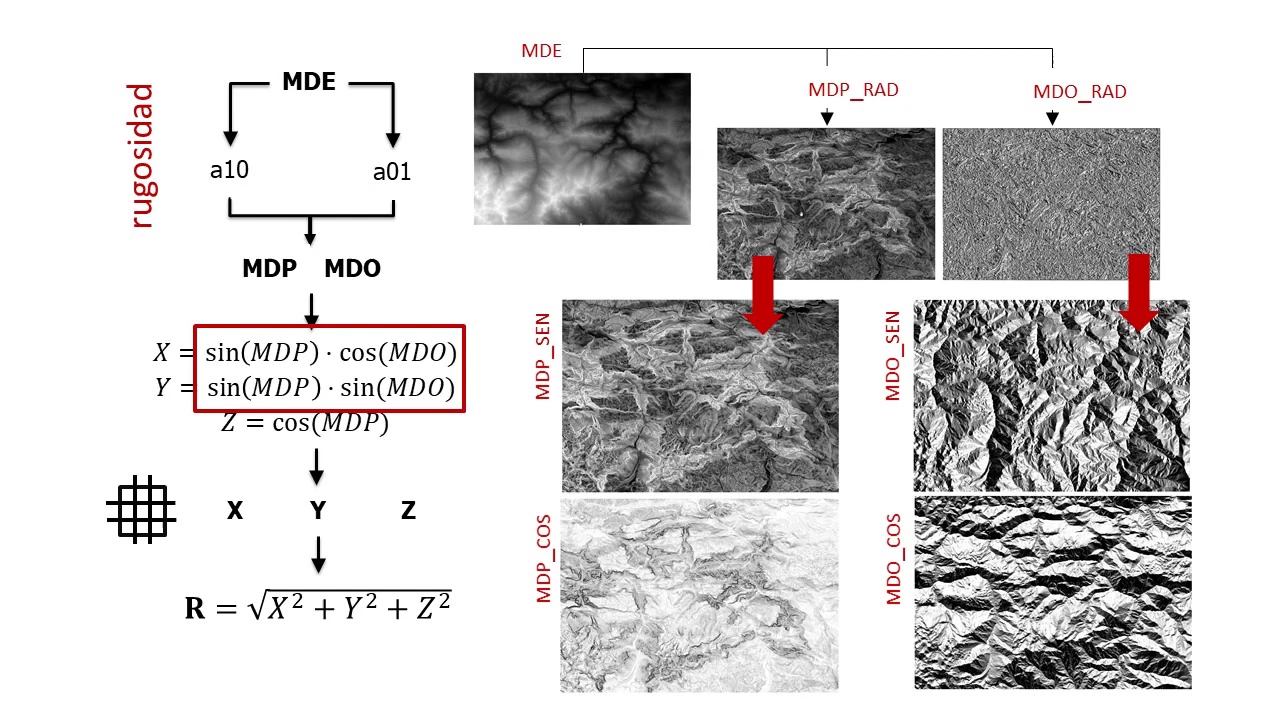 rugosidad
MDE
a10
a01
MDP MDO
X = sin(MDP) · cos(MDO)
Y = sin(MDP) · sin(MDO)
Z = cos(MDP)
X Y Z
R = √X² + Y² + Z²
MDE
MDP_RAD
MDO_RAD
MDP_SEN
MDO_SEN
MDP_COS
MDO_COS